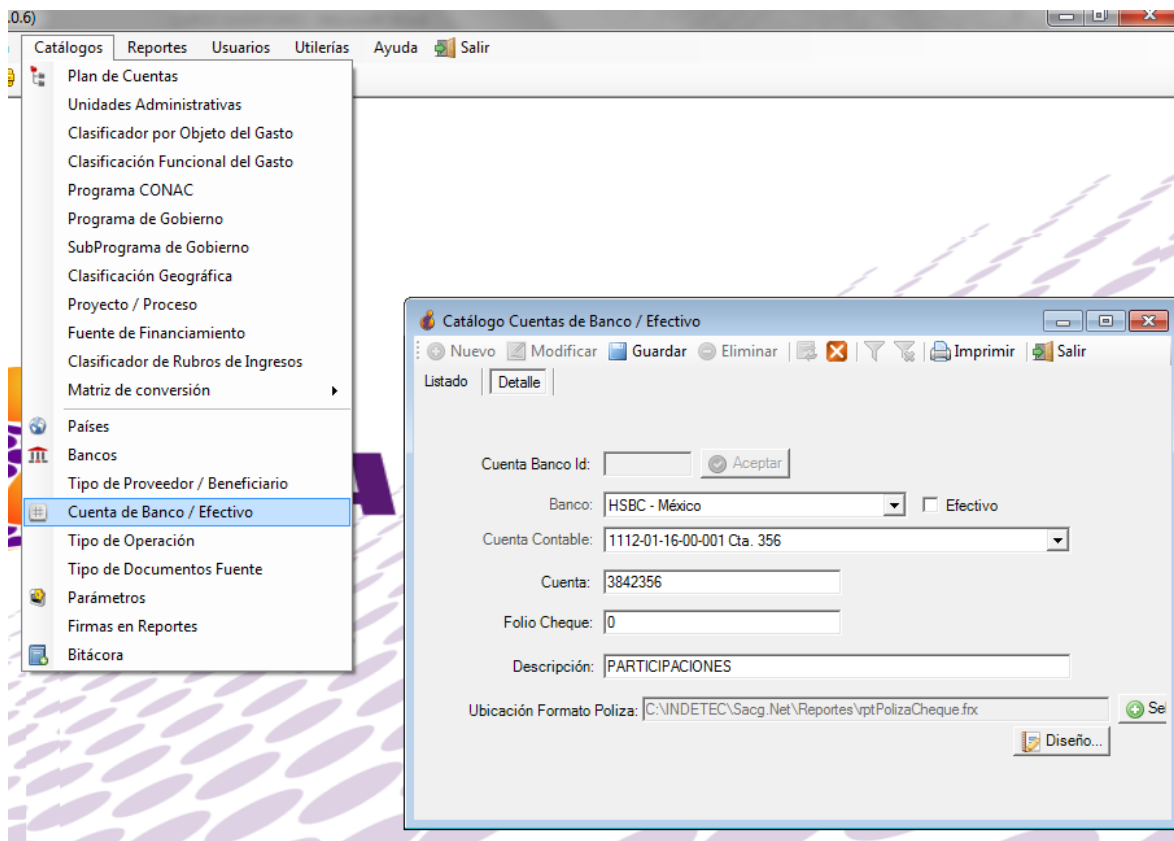 .0.6)
Catálogos Reportes Usuarios Utilerías Ayuda Salir
Plan de Cuentas
Unidades Administrativas
Clasificador por Objeto del Gasto
Clasificación Funcional del Gasto
Programa CONAC
Programa de Gobierno
SubPrograma de Gobierno
Clasificación Geográfica
Proyecto / Proceso
Fuente de Financiamiento
Clasificador de Rubros de Ingresos
Matriz de conversión
Países
Bancos
Tipo de Proveedor / Beneficiario
Cuenta de Banco / Efectivo
Tipo de Operación
Tipo de Documentos Fuente
Parámetros
Firmas en Reportes
Bitácora
Catálogo Cuentas de Banco / Efectivo
Nuevo Modificar Guardar Eliminar Imprimir Salir
Listado Detalle
Cuenta Banco Id: Aceptar
Banco: HSBC - México Efectivo
Cuenta Contable: 1112-01-16-00-001 Cta. 356
Cuenta: 3842356
Folio Cheque: 0
Descripción: PARTICIPACIONES
Ubicación Formato Poliza: C:\INDETEC\Sacg.Net\Reportes\rptPolizaCheque.frx Sel
Diseño...